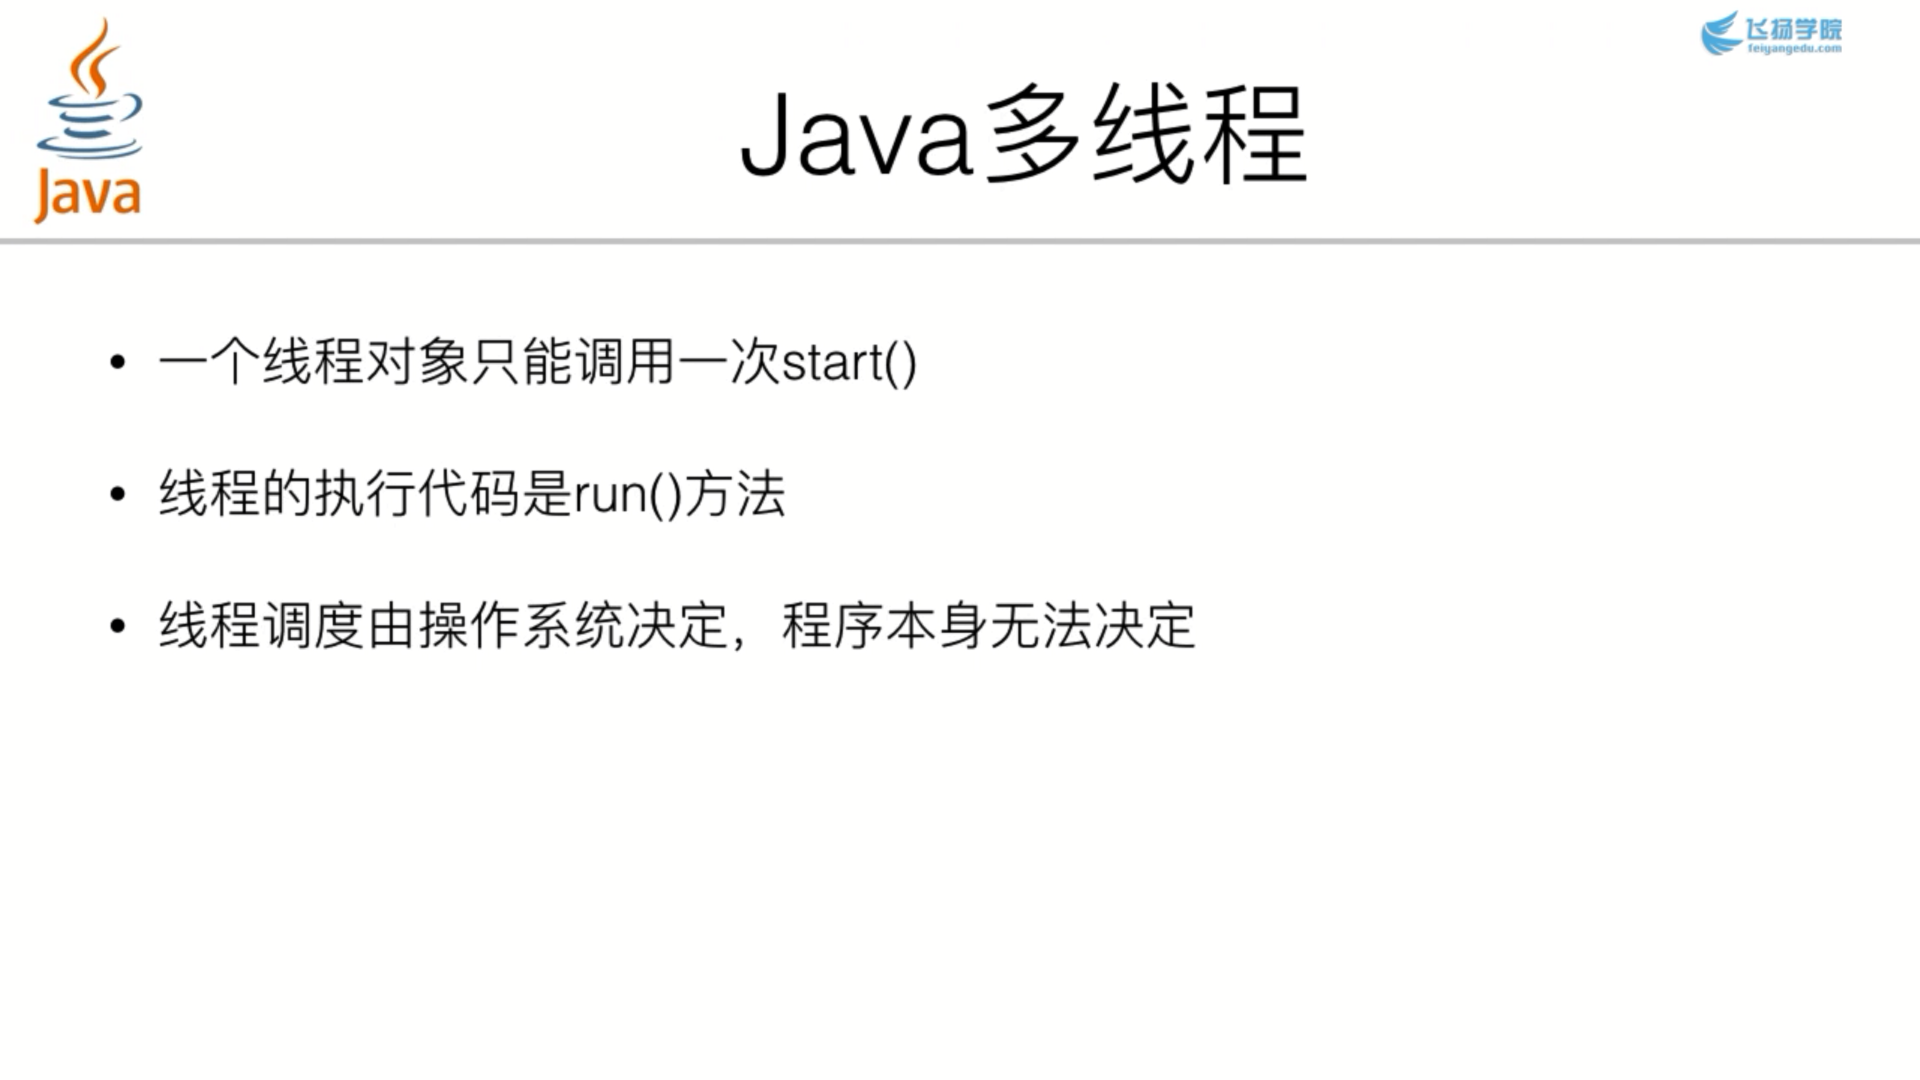 飞扬学院
feiyangedu.com
Java
Java多线程
• 一个线程对象只能调用一次start()
• 线程的执行代码是run()方法
• 线程调度由操作系统决定，程序本身无法决定